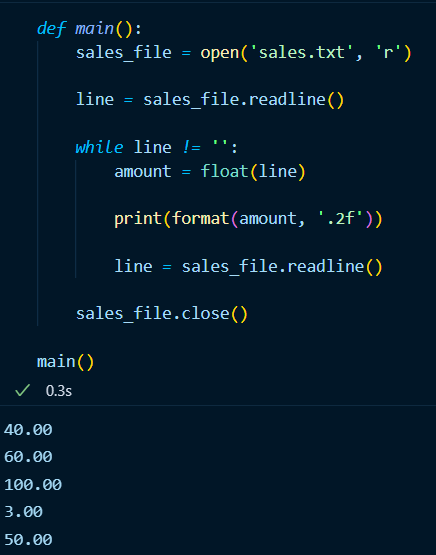 def main():
    sales_file = open('sales.txt', 'r')
    line = sales_file.readline()
    while line != '':
        amount = float(line)
        print(format(amount, '.2f'))
        line = sales_file.readline()
    sales_file.close()
main()
0.3s
40.00
60.00
100.00
3.00
50.00